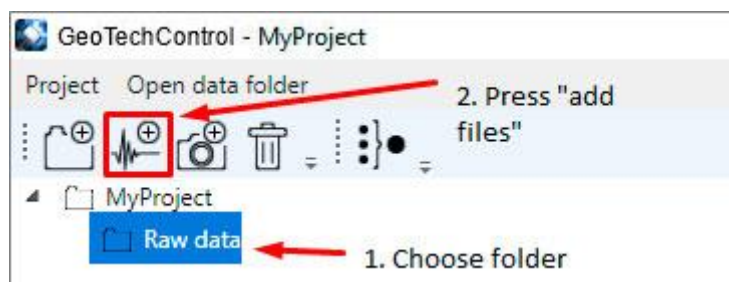 GeoTechControl - MyProject
Project Open data folder
2. Press "add
files"
MyProject
Raw data
1. Choose folder